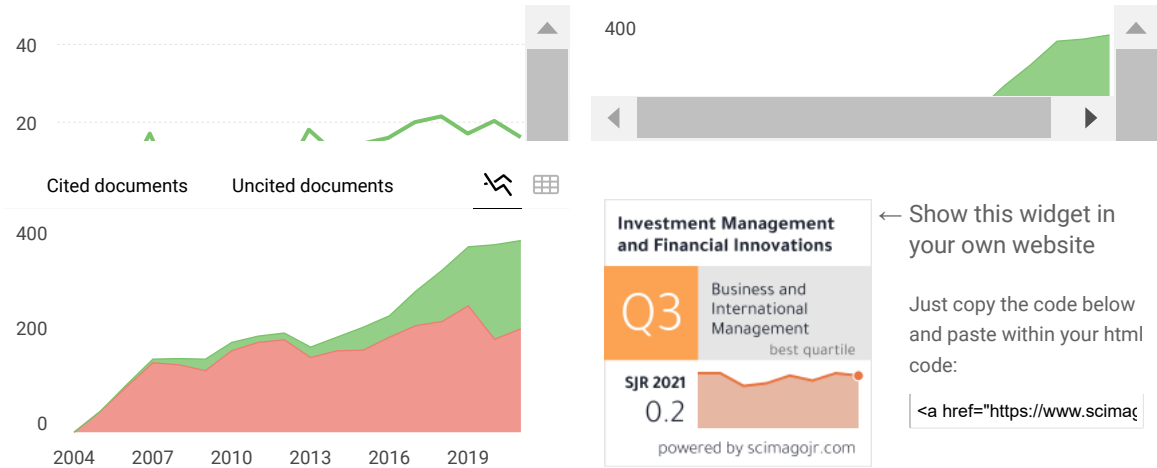 40
20
400
Cited documents Uncited documents
400
200
0
2004 2007 2010 2013 2016 2019
Investment Management
and Financial Innovations
Q3
Business and
International
Management
best quartile
SJR 2021
0.2
powered by scimagojr.com
← Show this widget in
your own website
Just copy the code below
and paste within your html
code:
<a href="https://www.scimag